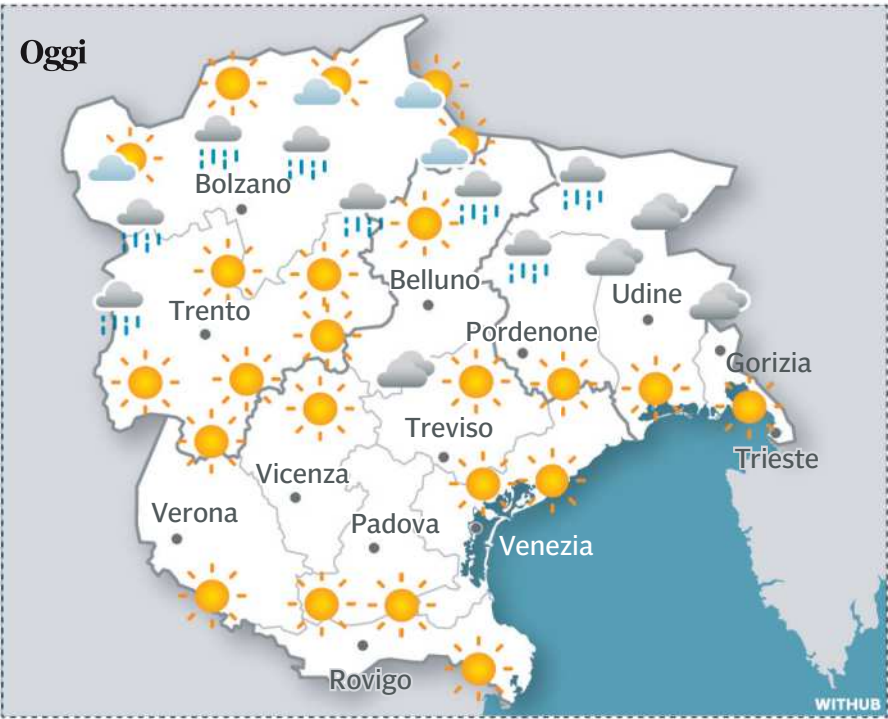 Oggi
Bolzano
Belluno
Udine
Trento
Pordenone
Gorizia
Treviso
Trieste
Vicenza
Verona
Padova
Venezia
Rovigo
WITHUB